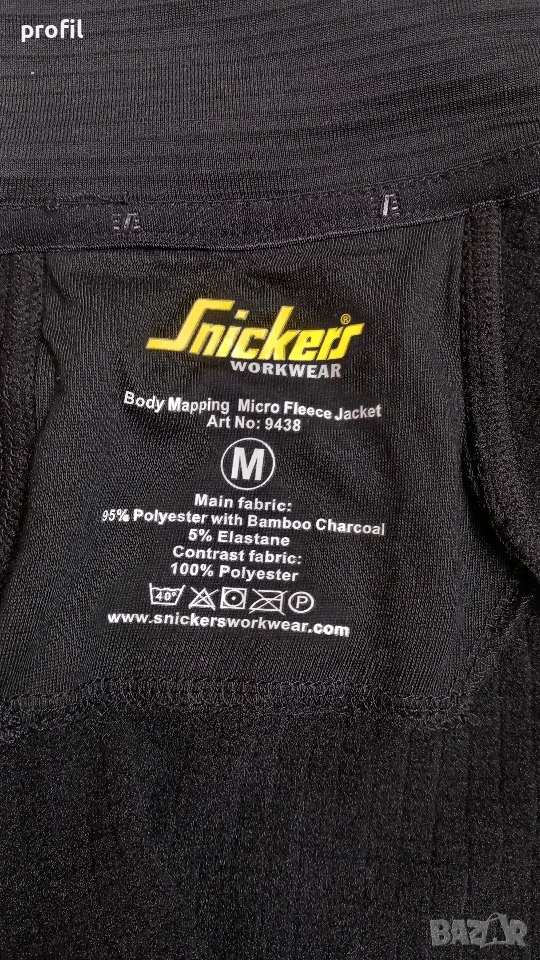 profil
Snickers®
WORKWEAR
Body Mapping Micro Fleece Jacket
Art No: 9438
M
Main fabric:
95% Polyester with Bamboo Charcoal
5% Elastane
Contrast fabric:
100% Polyester
40° P
www.snickersworkwear.com
BAZAR